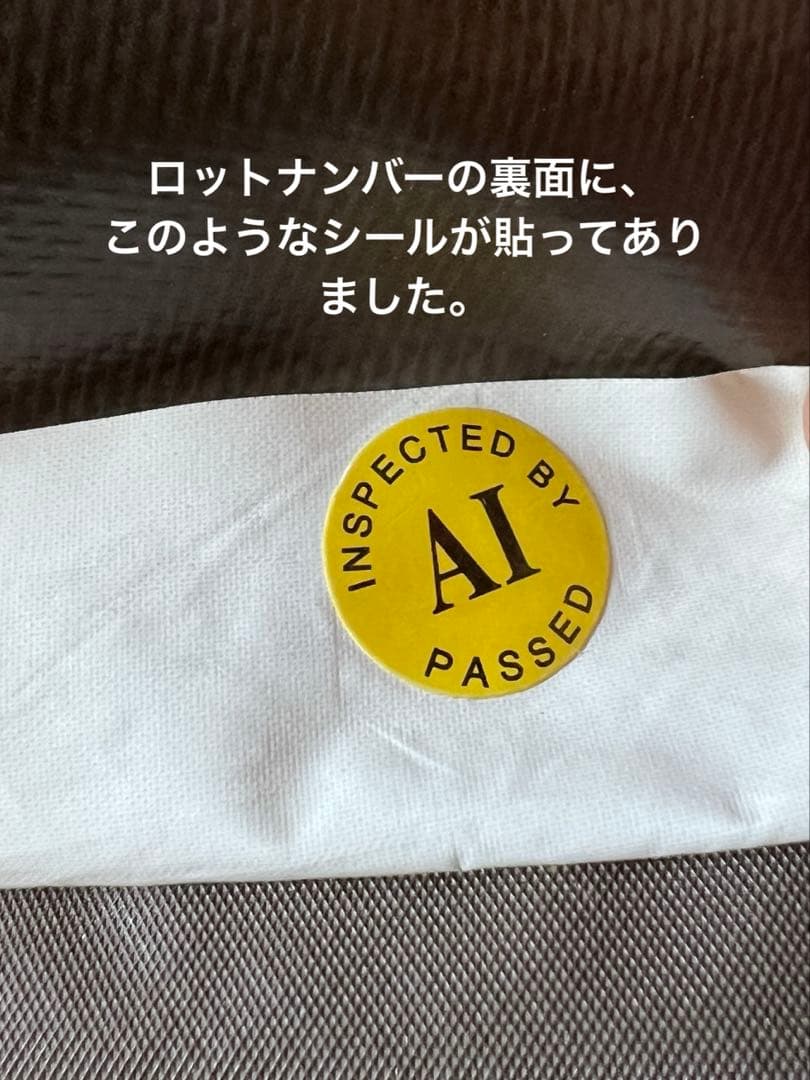 ロットナンバーの裏面に、
このようなシールが貼ってあり
ました。
INSPECTED BY
AI
PASSED